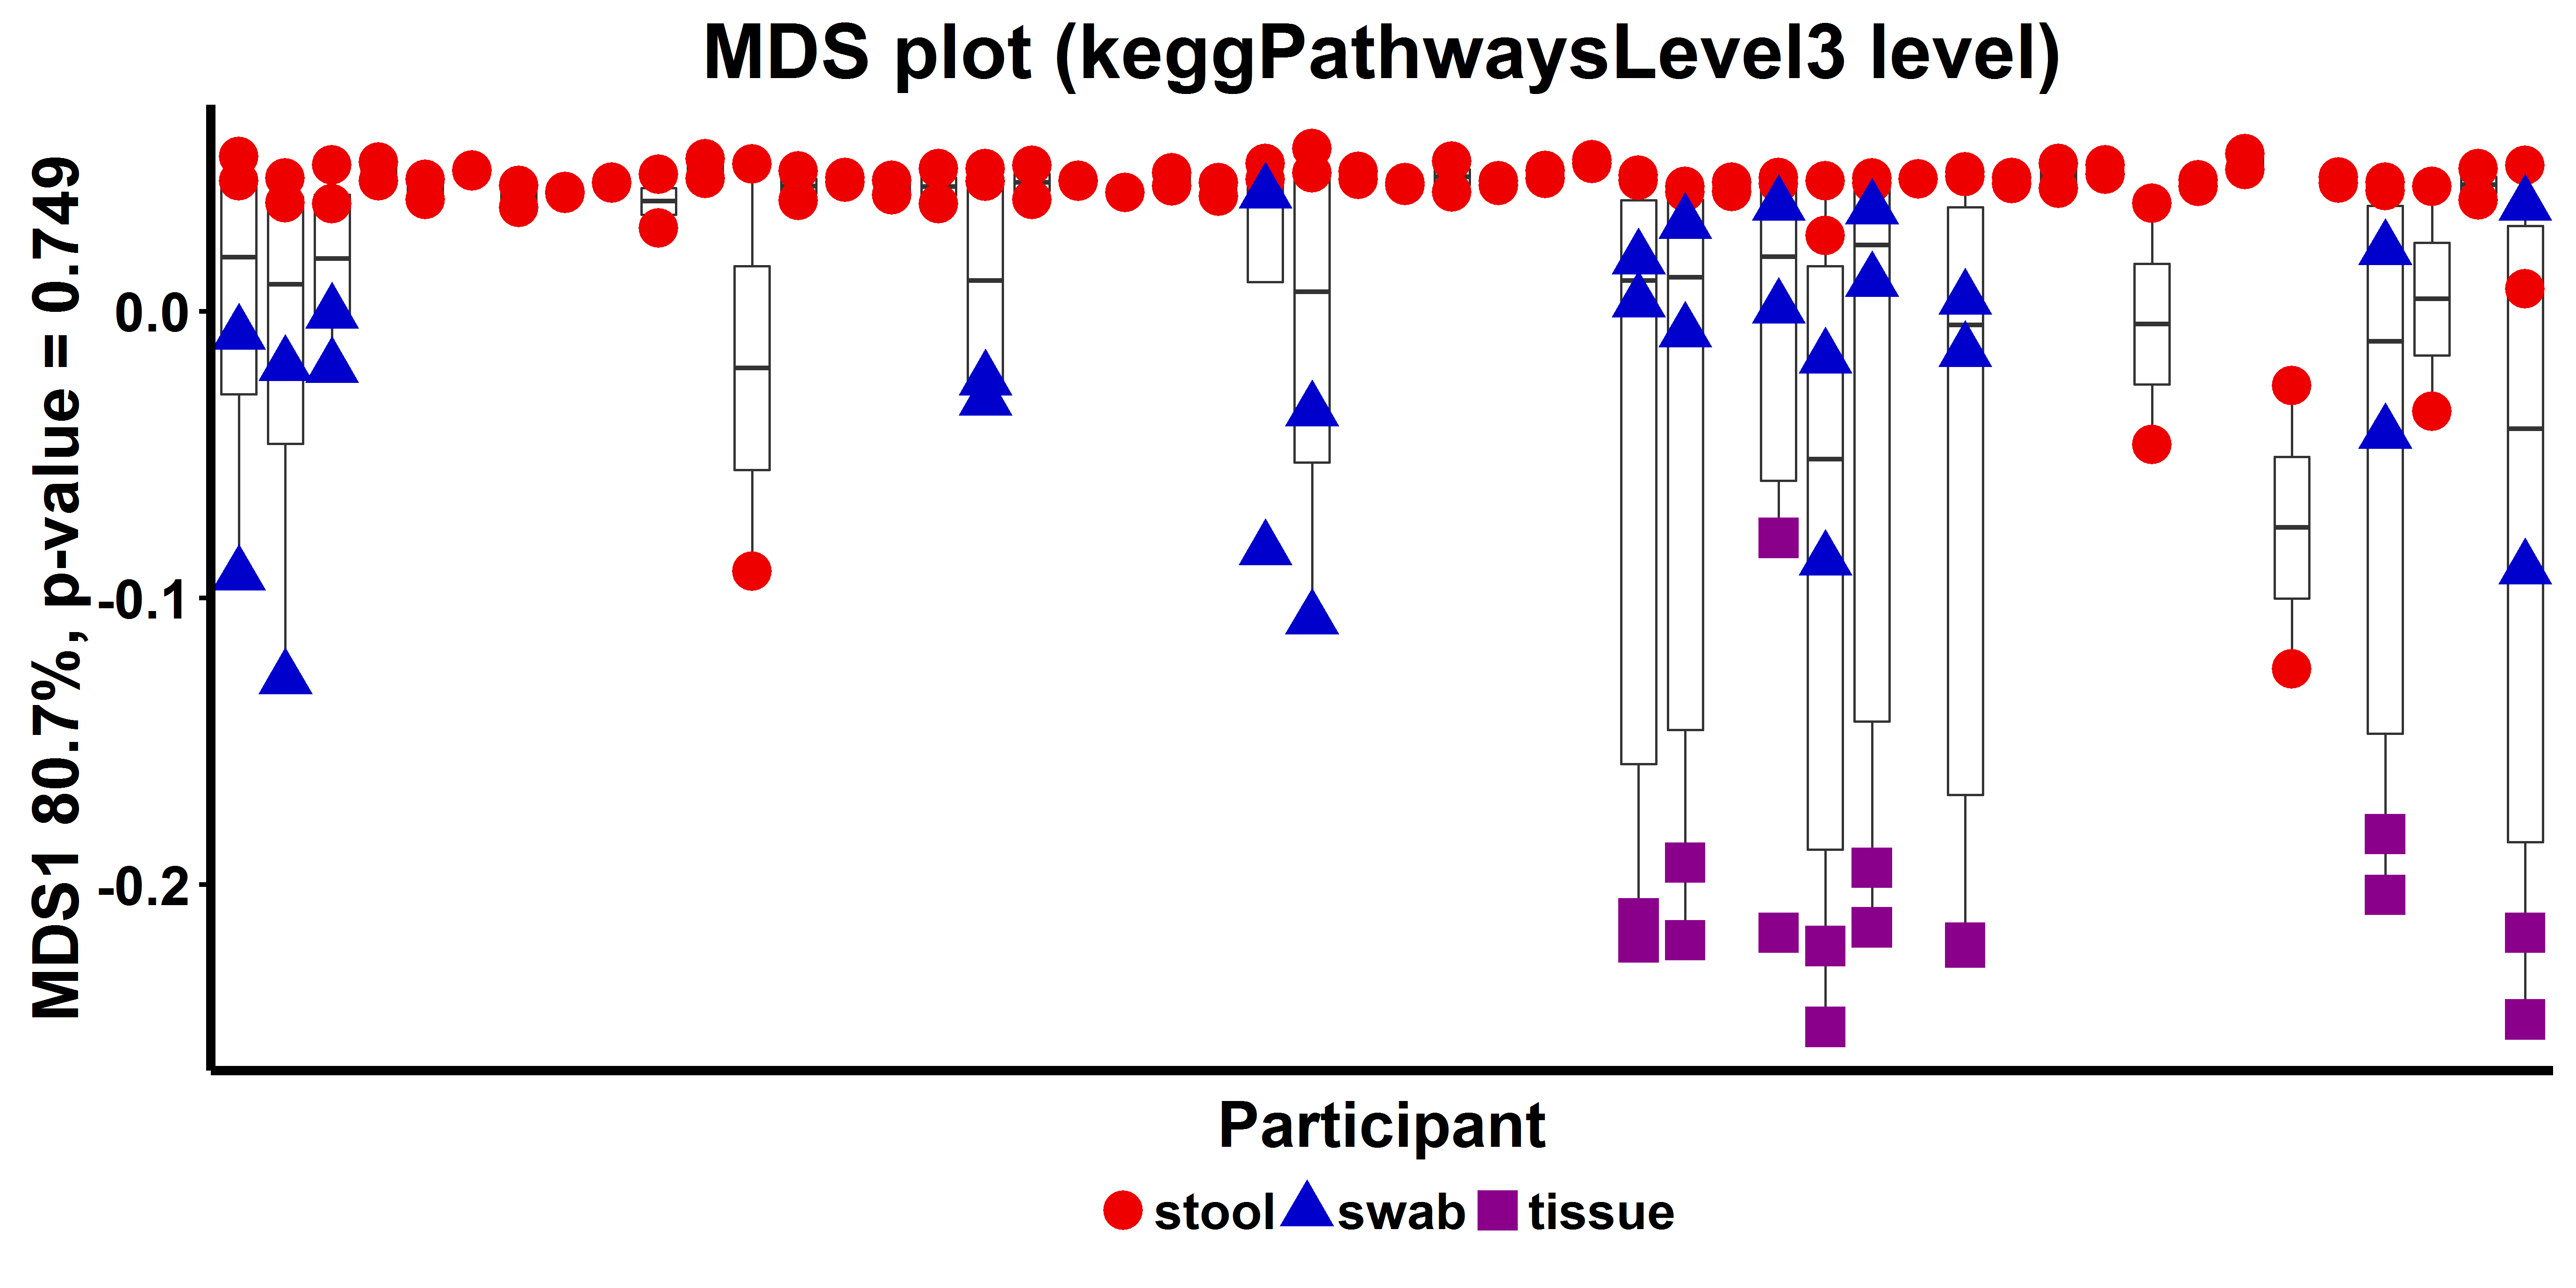 MDS plot (keggPathwaysLevel3 level)
MDS1 80.7%, p-value = 0.749
0.0
-0.1
-0.2
Participant
stool swab tissue